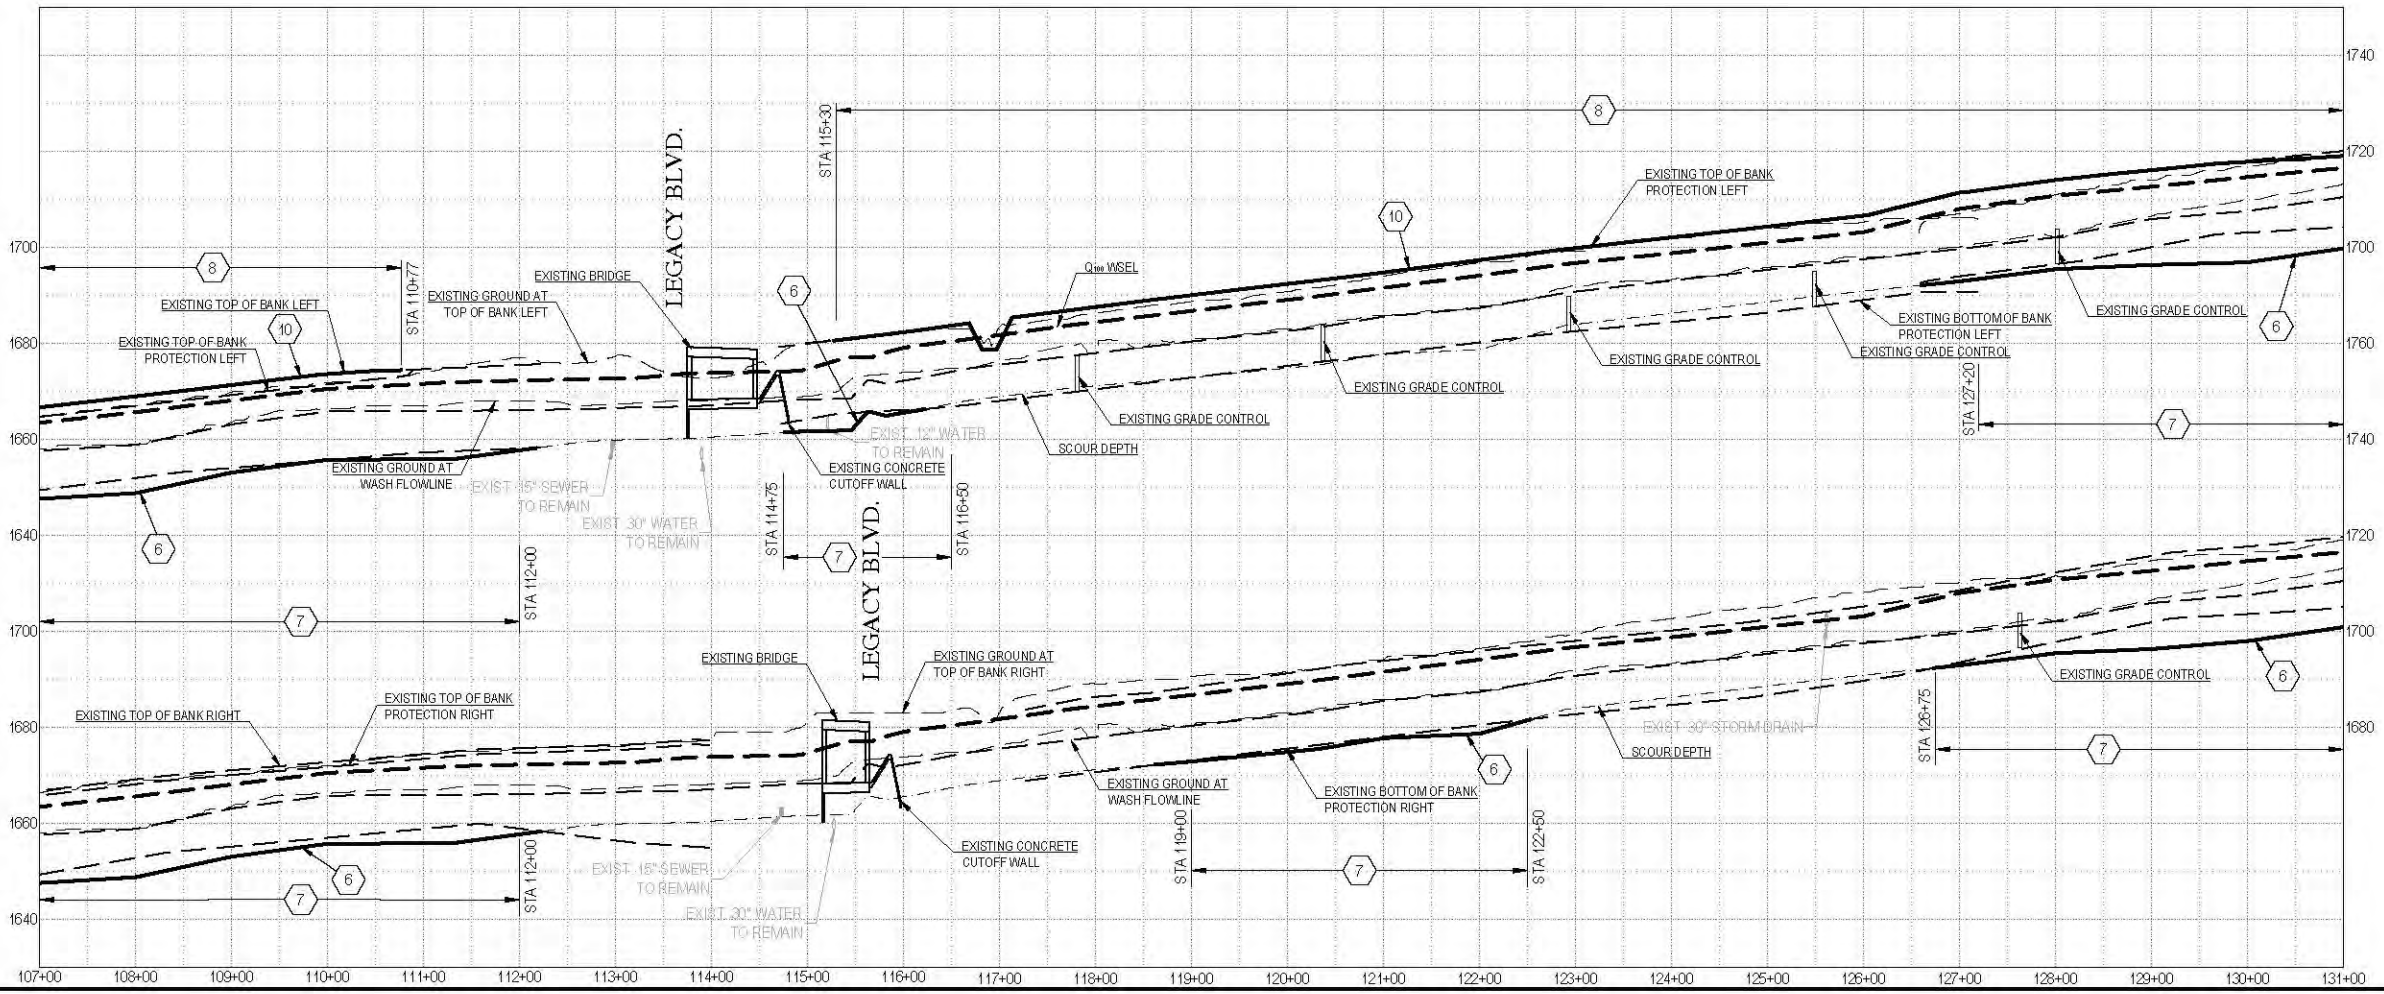 1740
1720
1700
1680
1760
1660
1740
1640
1720
1700
1700
1680
1680
1660
1640
1700
8
STA 115+30
LEGACY BLVD.
EXISTING TOP OF BANK
PROTECTION LEFT
10
8
STA 110+77
EXISTING BRIDGE
Q100 WSEL
EXISTING TOP OF BANK LEFT
EXISTING GROUND AT
TOP OF BANK LEFT
6
10
EXISTING TOP OF BANK
PROTECTION LEFT
EXISTING GRADE CONTROL
EXISTING BOTTOM OF BANK
PROTECTION LEFT
6
EXISTING GRADE CONTROL
EXISTING GRADE CONTROL
EXISTING GRADE CONTROL
EXISTING GRADE CONTROL
STA 127+20
7
EXIST. 12" WATER
TO REMAIN
SCOUR DEPTH
EXISTING GROUND AT
WASH FLOWLINE
EXISTING CONCRETE
CUTOFF WALL
EXIST. 15" SEWER
TO REMAIN
EXIST. 30" WATER
TO REMAIN
6
STA 114+75
STA 116+50
7
LEGACY BLVD.
STA 112+00
7
EXISTING BRIDGE
EXISTING GROUND AT
TOP OF BANK RIGHT
EXISTING TOP OF BANK RIGHT
EXISTING TOP OF BANK
PROTECTION RIGHT
EXISTING GRADE CONTROL
6
EXIST. 30" STORM DRAIN
STA 126+75
7
SCOUR DEPTH
6
EXISTING GROUND AT
WASH FLOWLINE
EXISTING BOTTOM OF BANK
PROTECTION RIGHT
STA 119+00
STA 122+50
7
EXISTING CONCRETE
CUTOFF WALL
EXIST. 15" SEWER
TO REMAIN
EXIST. 30" WATER
TO REMAIN
STA 112+00
6
7
107+00 108+00 109+00 110+00 111+00 112+00 113+00 114+00 115+00 116+00 117+00 118+00 119+00 120+00 121+00 122+00 123+00 124+00 125+00 126+00 127+00 128+00 129+00 130+00 131+00